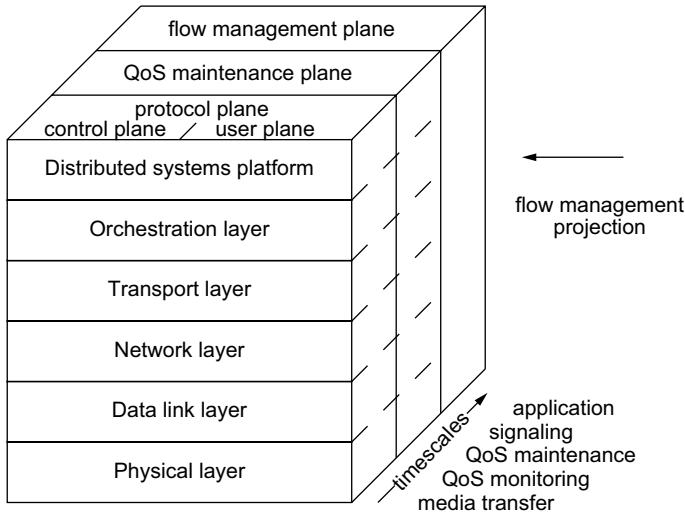 flow management plane
QoS maintenance plane
protocol plane
control plane / user plane
Distributed systems platform
flow management
projection
Orchestration layer
Transport layer
Network layer
Data link layer
Physical layer
timescales
application
signaling
QoS maintenance
QoS monitoring
media transfer